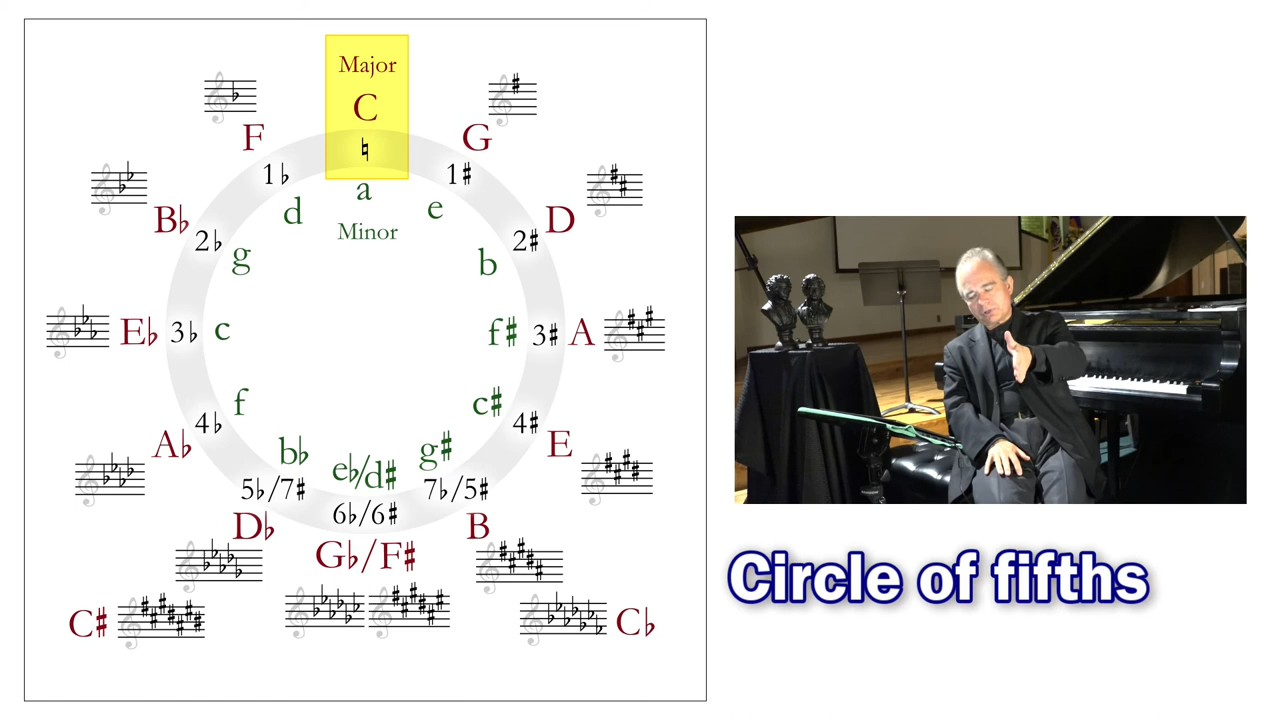 Major
C
♮
a
Minor
F
1♭
d
G
1♯
e
B♭
2♭
g
D
2♯
b
E♭
3♭
c
f♯
3♯
A
A♭
4♭
f
c♯
4♯
E
b♭
5♭/7♯
D♭
e♭/d♯
6♭/6♯
G♭/F♯
g♯
7♭/5♯
B
C♯
C♭
Circle of fifths